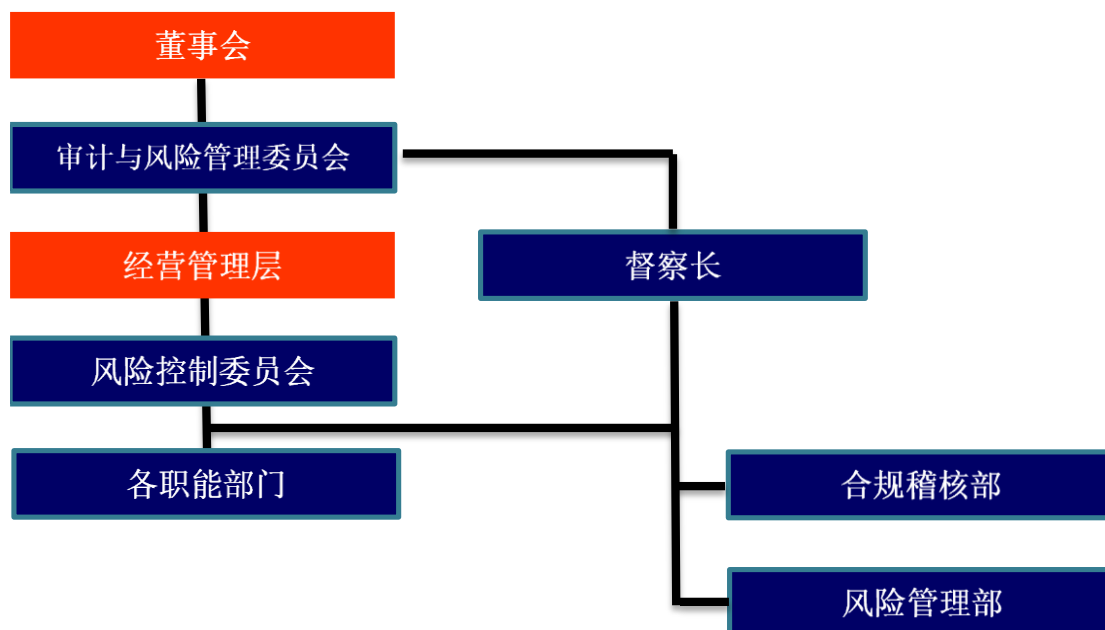 董事会
审计与风险管理委员会
经营管理层
督察长
风险控制委员会
各职能部门
合规稽核部
风险管理部